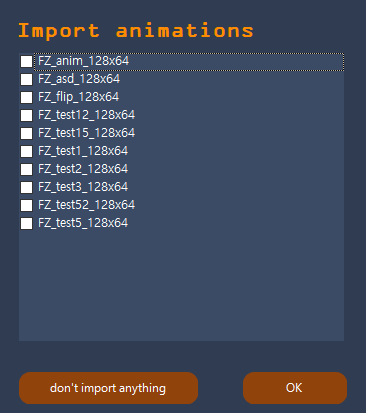 Import animations
FZ_anim_128x64
FZ_asd_128x64
FZ_flip_128x64
FZ_test12_128x64
FZ_test15_128x64
FZ_test1_128x64
FZ_test2_128x64
FZ_test3_128x64
FZ_test52_128x64
FZ_test5_128x64
don't import anything
OK